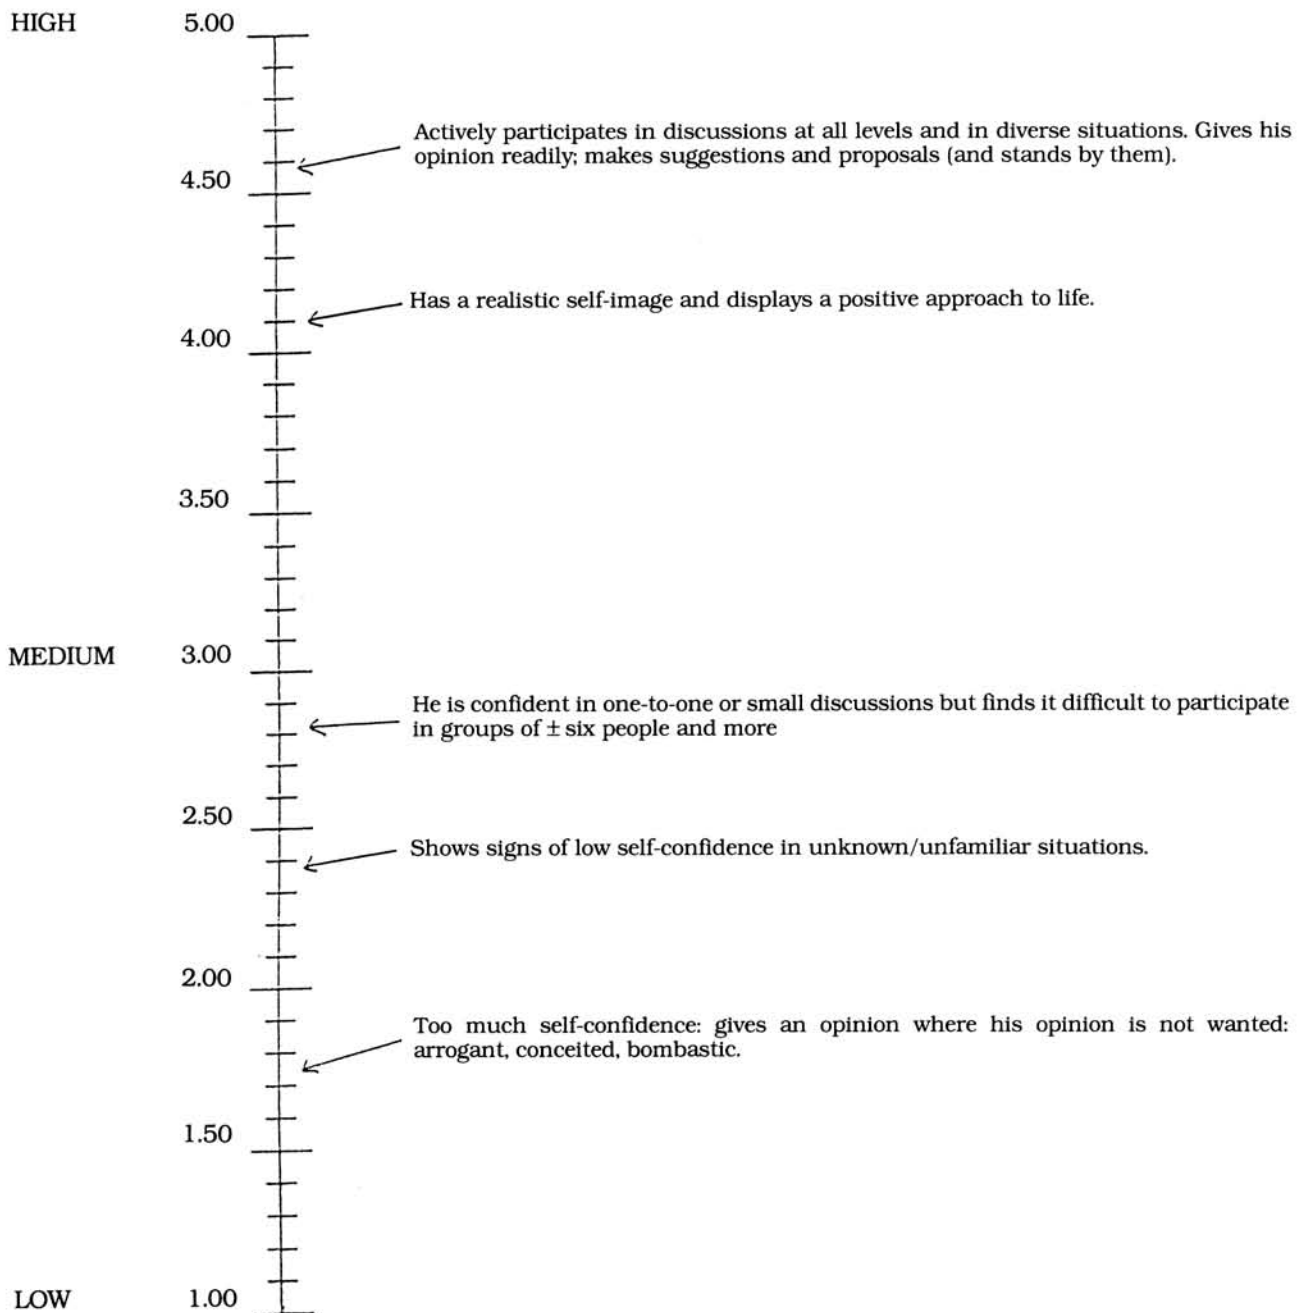 HIGH 5.00
Actively participates in discussions at all levels and in diverse situations. Gives his
opinion readily; makes suggestions and proposals (and stands by them).
4.50
Has a realistic self-image and displays a positive approach to life.
4.00
3.50
MEDIUM 3.00
He is confident in one-to-one or small discussions but finds it difficult to participate
in groups of ± six people and more
2.50
Shows signs of low self-confidence in unknown/unfamiliar situations.
2.00
Too much self-confidence: gives an opinion where his opinion is not wanted:
arrogant, conceited, bombastic.
1.50
LOW 1.00